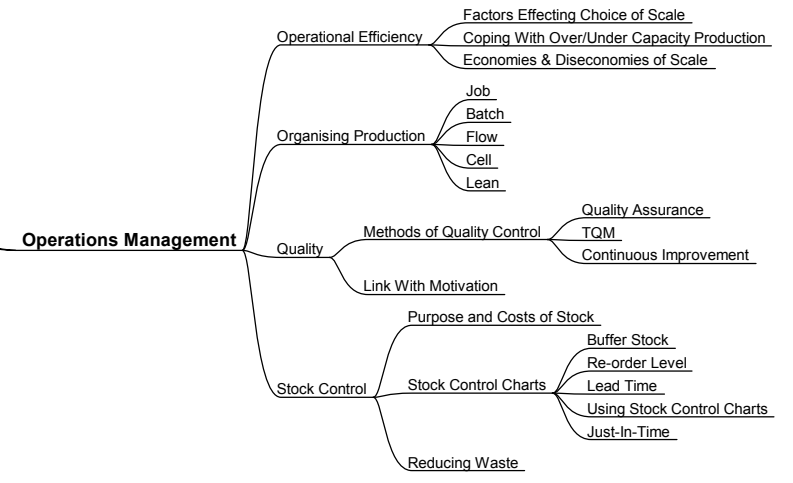 Operations Management
Operational Efficiency
Factors Effecting Choice of Scale
Coping With Over/Under Capacity Production
Economies & Diseconomies of Scale
Organising Production
Job
Batch
Flow
Cell
Lean
Quality
Methods of Quality Control
Quality Assurance
TQM
Continuous Improvement
Link With Motivation
Stock Control
Purpose and Costs of Stock
Stock Control Charts
Buffer Stock
Re-order Level
Lead Time
Using Stock Control Charts
Just-In-Time
Reducing Waste